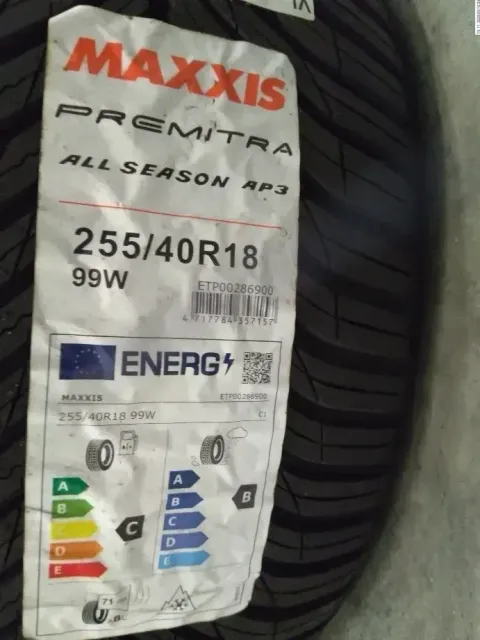 MAXXIS
PREMITRA
ALL SEASON AP3
255/40R18
99W
ETP00286900
4 717784 357157
ENERG
MAXXIS
ETP00286900
255/40R18 99W
C1
A
B
C
D
E
C
A
B
C
D
E
B
71